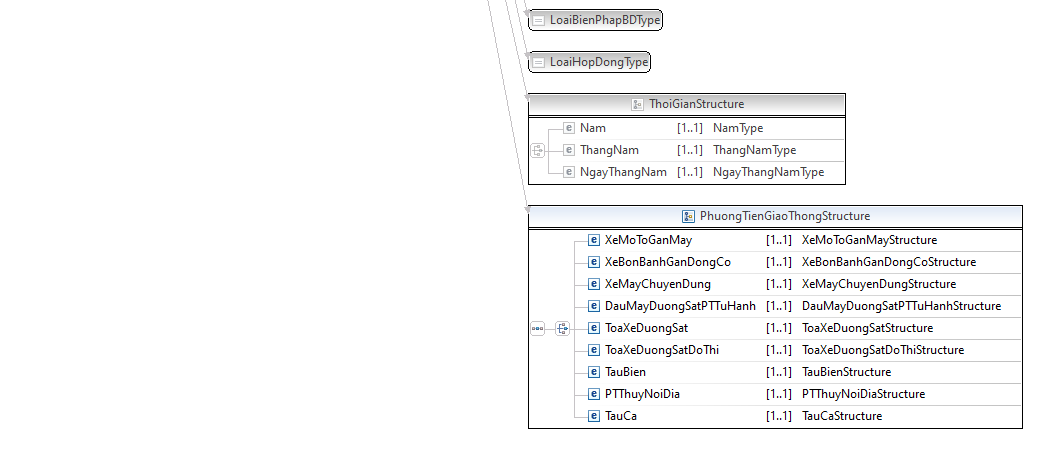 LoaiBienPhapBDType
LoaiHopDongType
ThoiGianStructure
Nam [1..1] NamType
ThangNam [1..1] ThangNamType
NgayThangNam [1..1] NgayThangNamType
PhuongTienGiaoThongStructure
XeMoToGanMay [1..1] XeMoToGanMayStructure
XeBonBanhGanDongCo [1..1] XeBonBanhGanDongCoStructure
XeMayChuyenDung [1..1] XeMayChuyenDungStructure
DauMayDuongSatPTTuHanh [1..1] DauMayDuongSatPTTuHanhStructure
ToaXeDuongSat [1..1] ToaXeDuongSatStructure
ToaXeDuongSatDoThi [1..1] ToaXeDuongSatDoThiStructure
TauBien [1..1] TauBienStructure
PTThuyNoiDia [1..1] PTThuyNoiDiaStructure
TauCa [1..1] TauCaStructure